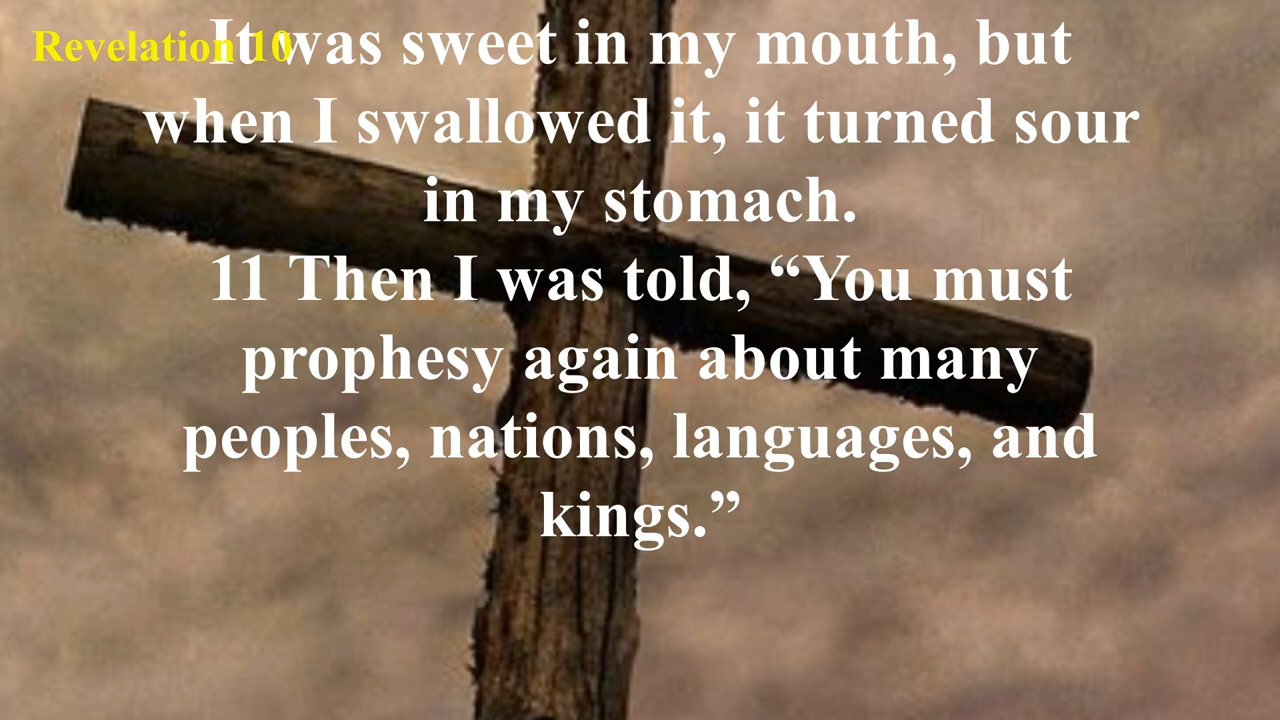 Revelation 10
It was sweet in my mouth, but
when I swallowed it, it turned sour
in my stomach.
11 Then I was told, “You must
prophesy again about many
peoples, nations, languages, and
kings.”